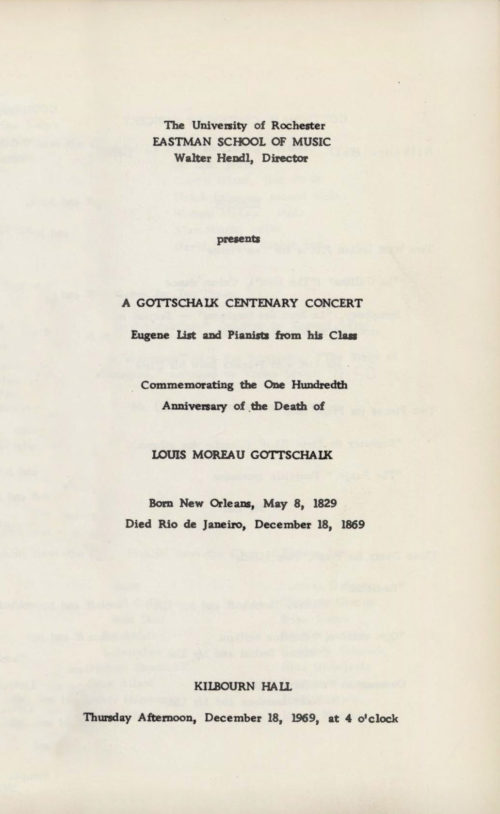 The University of Rochester
EASTMAN SCHOOL OF MUSIC
Walter Hendl, Director
presents
A GOTTSCHALK CENTENARY CONCERT
Eugene List and Pianists from his Class
Commemorating the One Hundredth
Anniversary of the Death of
LOUIS MOREAU GOTTSCHALK
Born New Orleans, May 8, 1829
Died Rio de Janeiro, December 18, 1869
KILBOURN HALL
Thursday Afternoon, December 18, 1969, at 4 o'clock